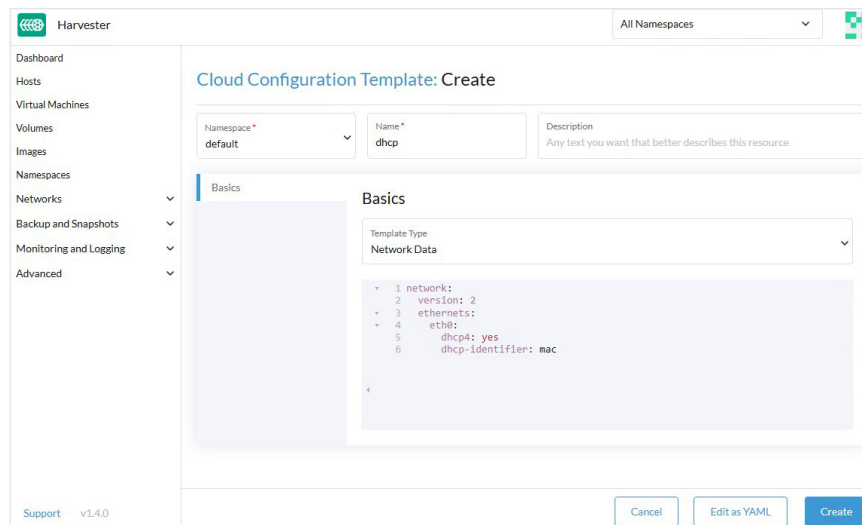 Harvester
All Namespaces
Dashboard
Hosts
Virtual Machines
Volumes
Images
Namespaces
Networks
Backup and Snapshots
Monitoring and Logging
Advanced
Support v1.4.0
Cloud Configuration Template: Create
Namespace *
default
Name *
dhcp
Description
Any text you want that better describes this resource
Basics
Basics
Template Type
Network Data
1 network:
2 version: 2
3 ethernets:
4 eth0:
5 dhcp4: yes
6 dhcp-identifier: mac
Cancel
Edit as YAML
Create